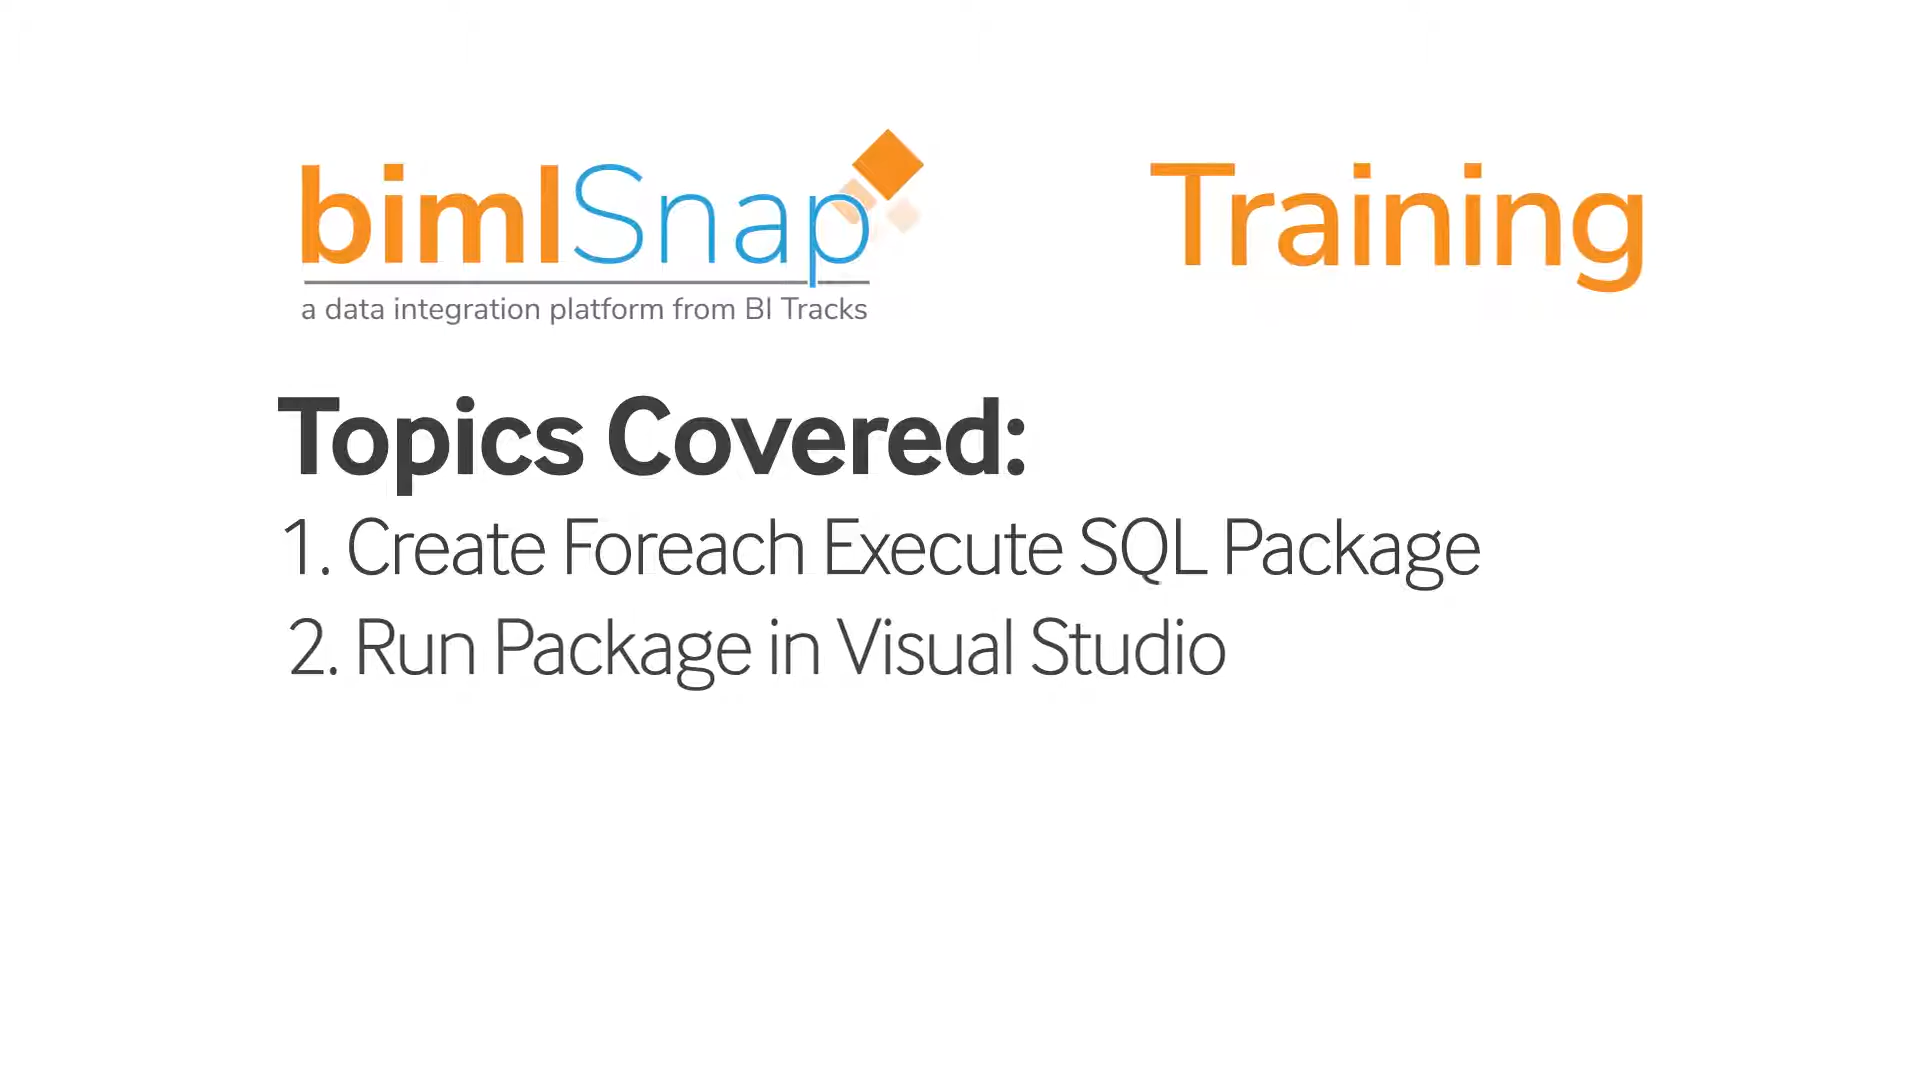 bimlSnap
Training
a data integration platform from BI Tracks
Topics Covered:
1. Create Foreach Execute SQL Package
2. Run Package in Visual Studio